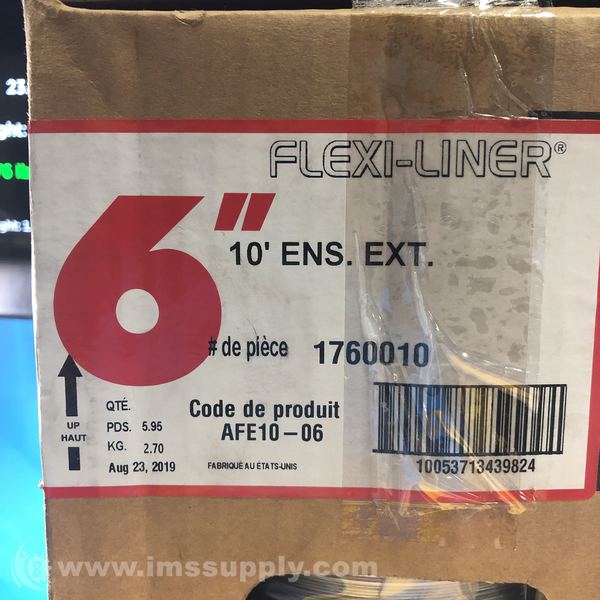 FLEXI-LINER®
6"
10' ENS. EXT.
# de pièce 1760010
UP
HAUT
QTÉ.
PDS. 5.95
KG. 2.70
Aug 23, 2019
Code de produit
AFE10-06
FABRIQUÉ AU ÉTATS-UNIS
10053713439824
www.imssupply.com